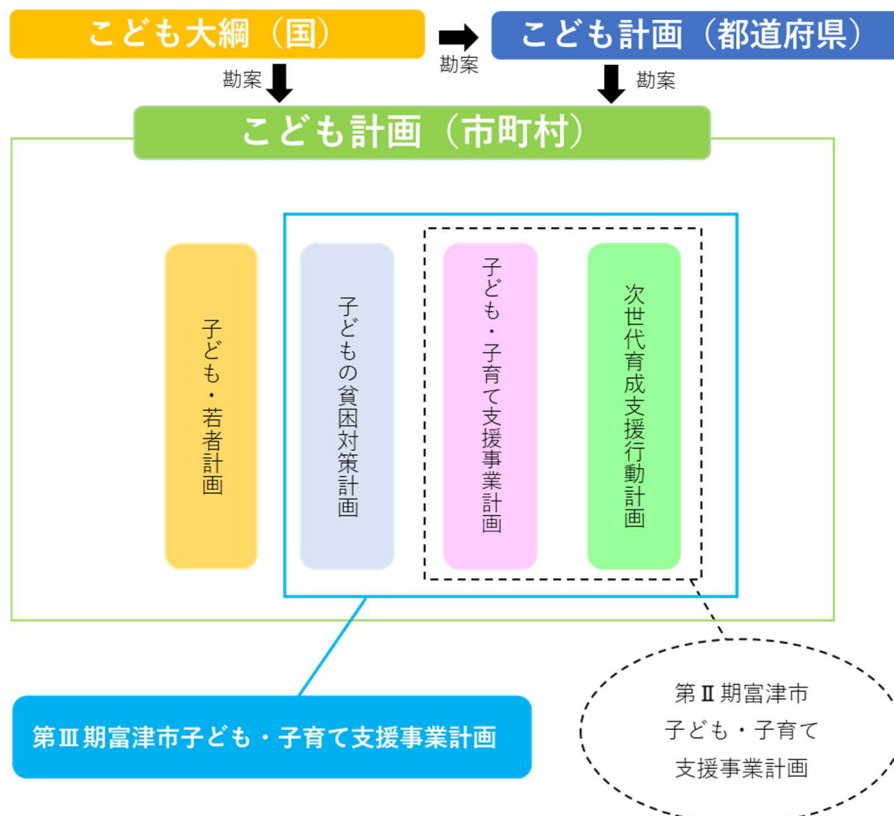 こども大綱（国）
こども計画（都道府県）
勘案
勘案
勘案
こども計画（市町村）
子ども・若者計画
子どもの貧困対策計画
子ども・子育て支援事業計画
次世代育成支援行動計画
第Ⅲ期富津市子ども・子育て支援事業計画
第Ⅱ期富津市
子ども・子育て
支援事業計画